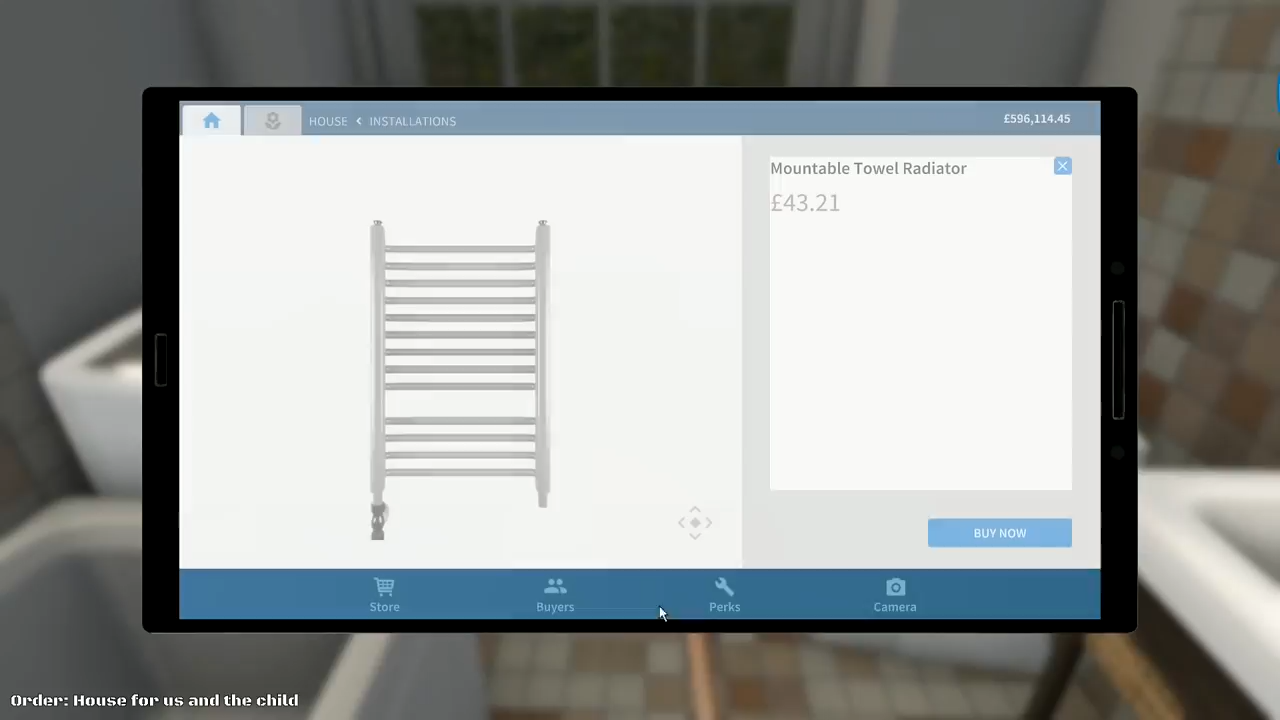 HOUSE < INSTALLATIONS
£596,114.45
Mountable Towel Radiator
£43.21
BUY NOW
Store
Buyers
Perks
Camera
Order: House for us and the child